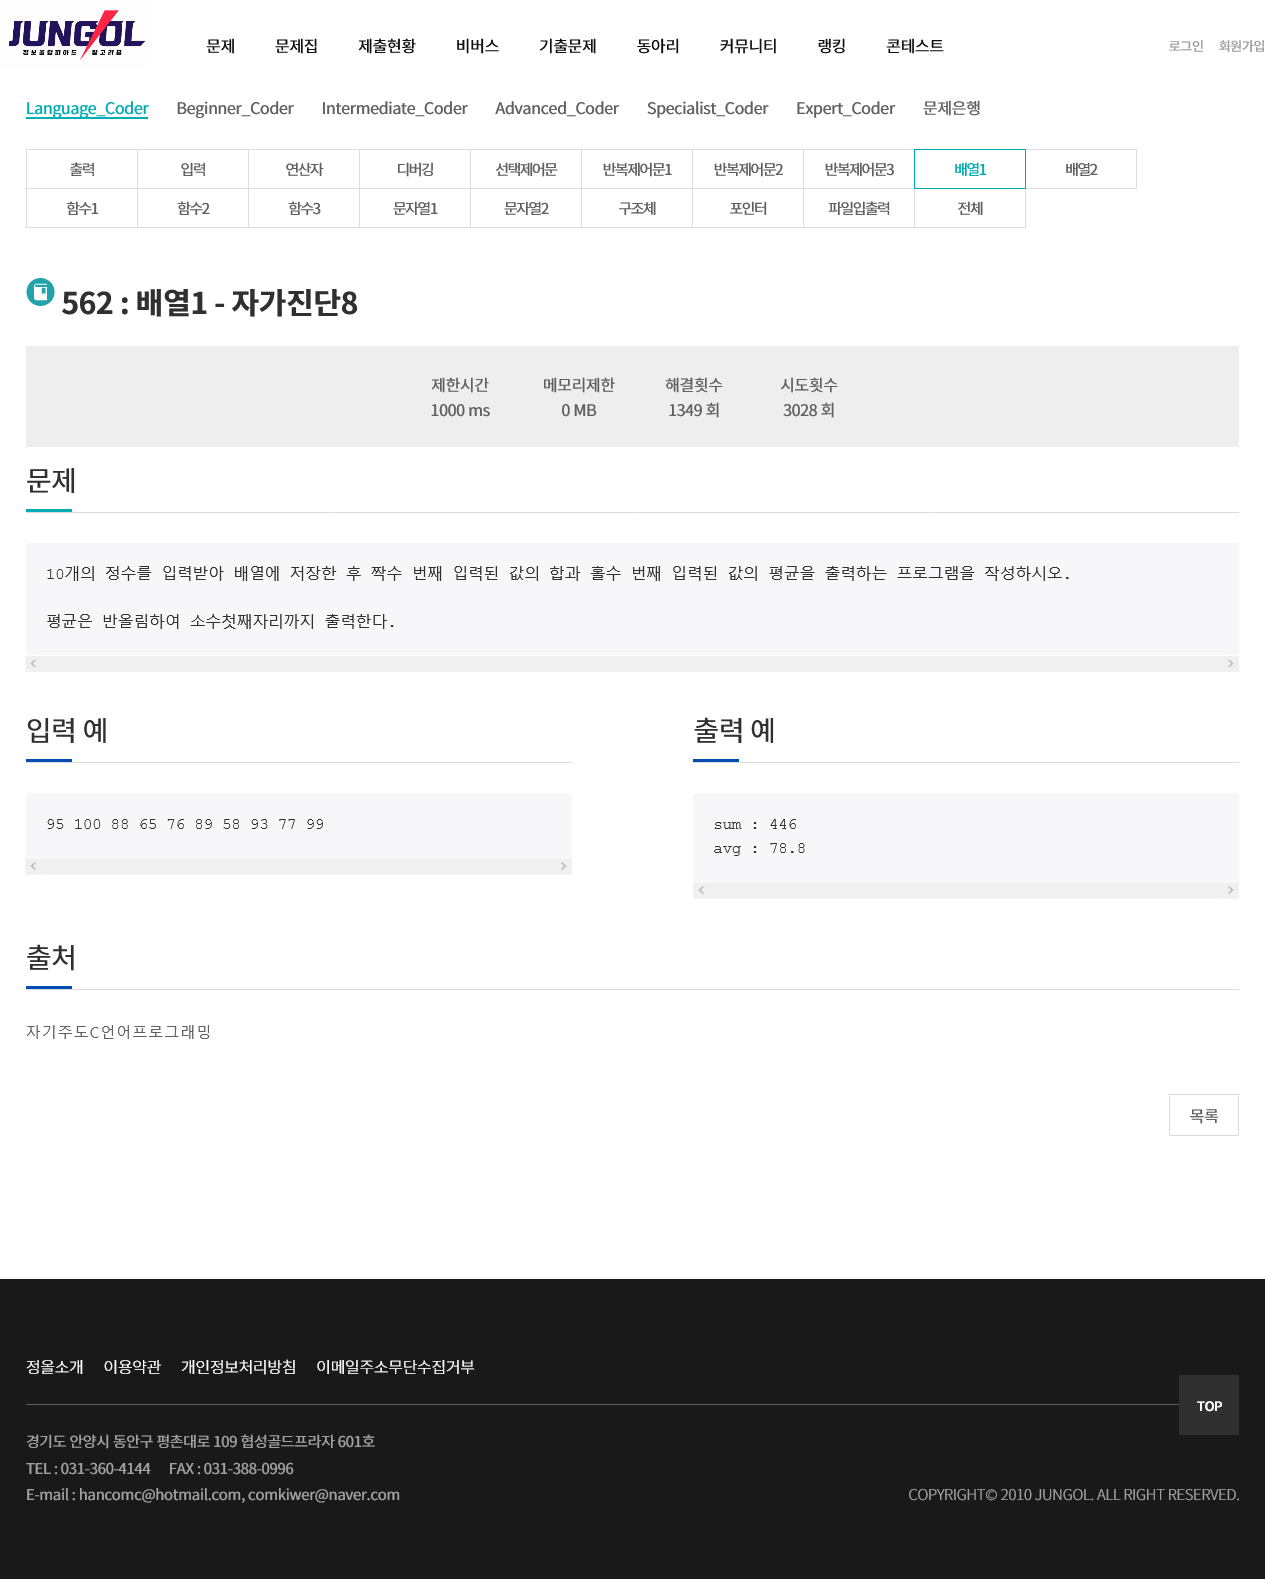 JUNGOL
정보올림피아드 알고리즘
문제 문제집 제출현황 비버스 기출문제 동아리 커뮤니티 랭킹 콘테스트 로그인 회원가입
Language_Coder Beginner_Coder Intermediate_Coder Advanced_Coder Specialist_Coder Expert_Coder 문제은행
출력 입력 연산자 디버깅 선택제어문 반복제어문1 반복제어문2 반복제어문3 배열1 배열2
함수1 함수2 함수3 문자열1 문자열2 구조체 포인터 파일입출력 전체
562 : 배열1 - 자가진단8
제한시간 메모리제한 해결횟수 시도횟수
1000 ms 0 MB 1349 회 3028 회
문제
10개의 정수를 입력받아 배열에 저장한 후 짝수 번째 입력된 값의 합과 홀수 번째 입력된 값의 평균을 출력하는 프로그램을 작성하시오.
평균은 반올림하여 소수첫째자리까지 출력한다.
입력 예
95 100 88 65 76 89 58 93 77 99
출력 예
sum : 446
avg : 78.8
출처
자기주도C언어프로그래밍
목록
정올소개 이용약관 개인정보처리방침 이메일주소무단수집거부
TOP
경기도 안양시 동안구 평촌대로 109 협성골드프라자 601호
TEL : 031-360-4144 FAX : 031-388-0996
E-mail : hancomc@hotmail.com, comkiwer@naver.com
COPYRIGHT© 2010 JUNGOL. ALL RIGHT RESERVED.